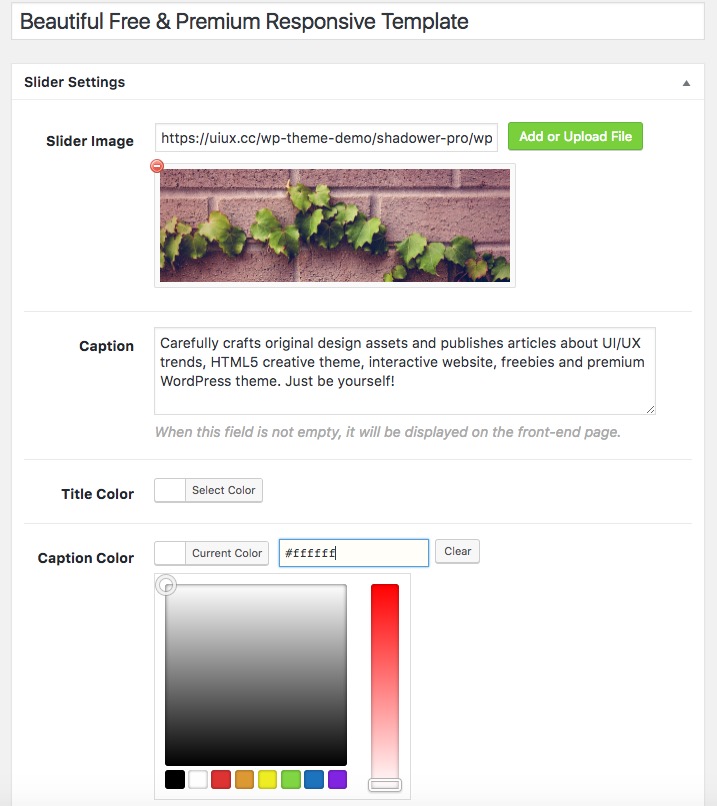 Beautiful Free & Premium Responsive Template
Slider Settings
Slider Image
https://uiux.cc/wp-theme-demo/shadower-pro/wp
Add or Upload File
Caption
Carefully crafts original design assets and publishes articles about UI/UX
trends, HTML5 creative theme, interactive website, freebies and premium
WordPress theme. Just be yourself!
When this field is not empty, it will be displayed on the front-end page.
Title Color
Select Color
Caption Color
Current Color
#ffffff
Clear